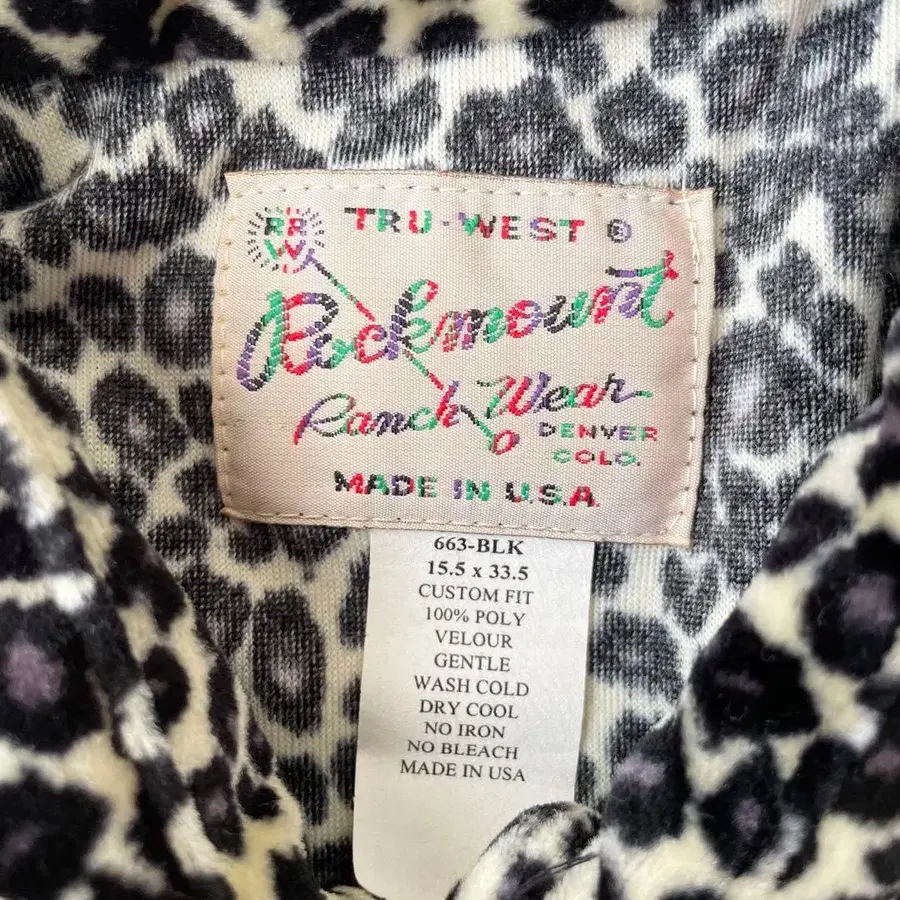 RR
W
TRU-WEST ®
Rockmount
Ranch Wear
DENVER
COLO.
MADE IN U.S.A.
663-BLK
15.5 x 33.5
CUSTOM FIT
100% POLY
VELOUR
GENTLE
WASH COLD
DRY COOL
NO IRON
NO BLEACH
MADE IN USA